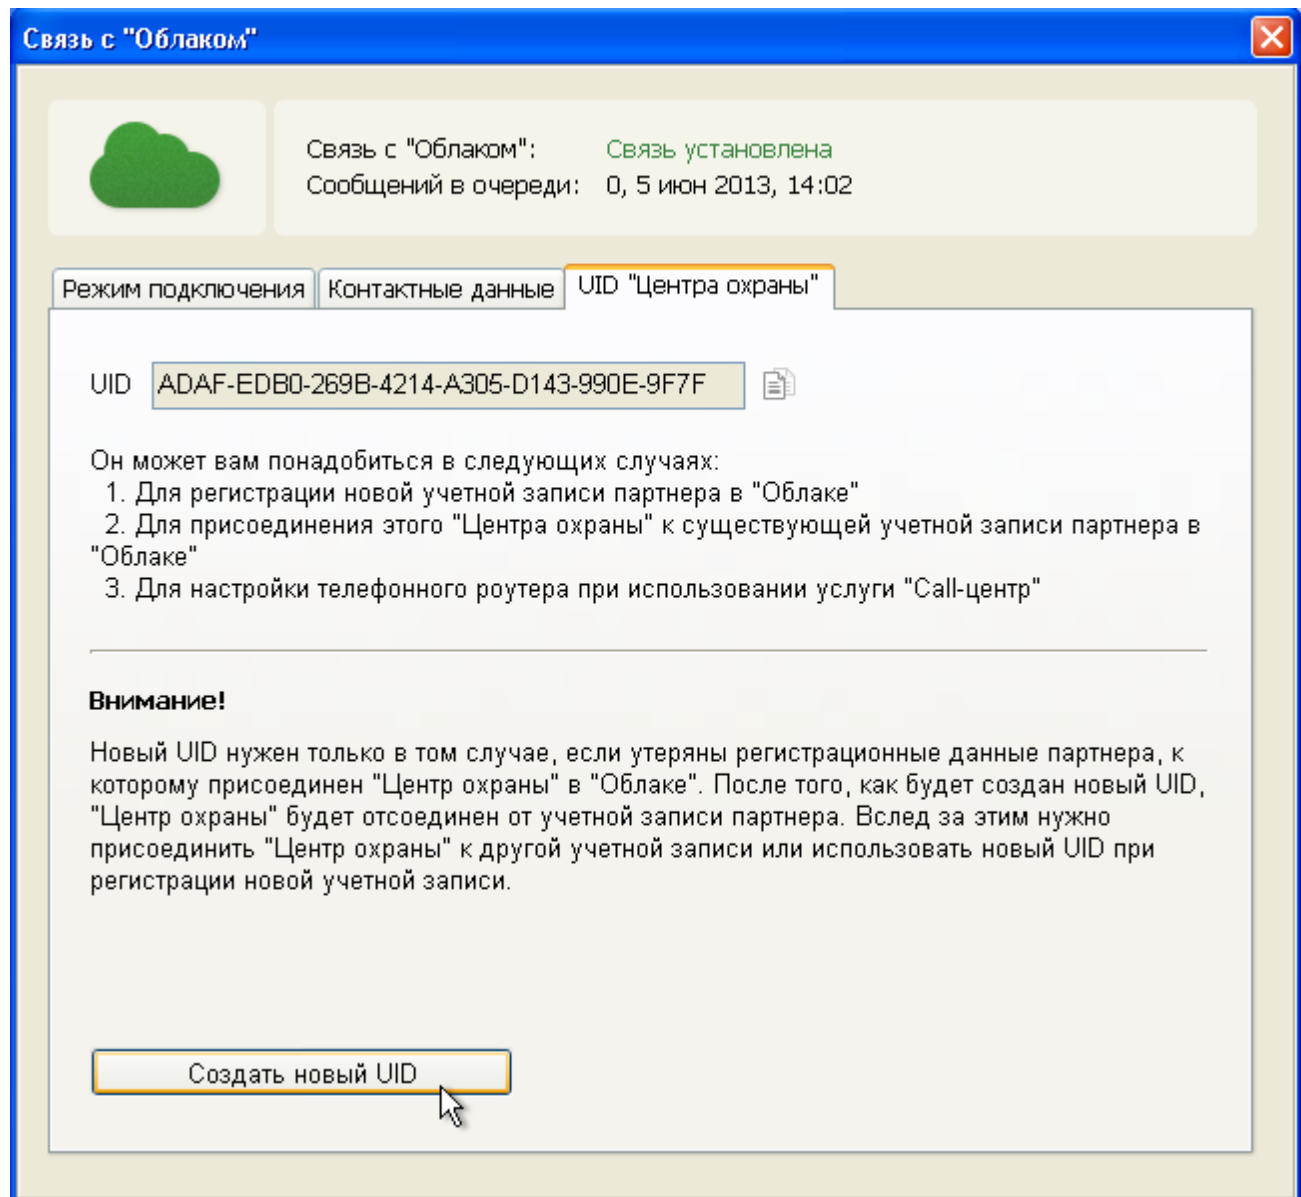 Связь с "Облаком"
Связь с "Облаком": Связь установлена
Сообщений в очереди: 0, 5 июн 2013, 14:02
Режим подключения Контактные данные UID "Центра охраны"
UID ADAF-EDB0-269B-4214-A305-D143-990E-9F7F
Он может вам понадобиться в следующих случаях:
1. Для регистрации новой учетной записи партнера в "Облаке"
2. Для присоединения этого "Центра охраны" к существующей учетной записи партнера в
"Облаке"
3. Для настройки телефонного роутера при использовании услуги "Call-центр"
Внимание!
Новый UID нужен только в том случае, если утеряны регистрационные данные партнера, к
которому присоединен "Центр охраны" в "Облаке". После того, как будет создан новый UID,
"Центр охраны" будет отсоединен от учетной записи партнера. Вслед за этим нужно
присоединить "Центр охраны" к другой учетной записи или использовать новый UID при
регистрации новой учетной записи.
Создать новый UID